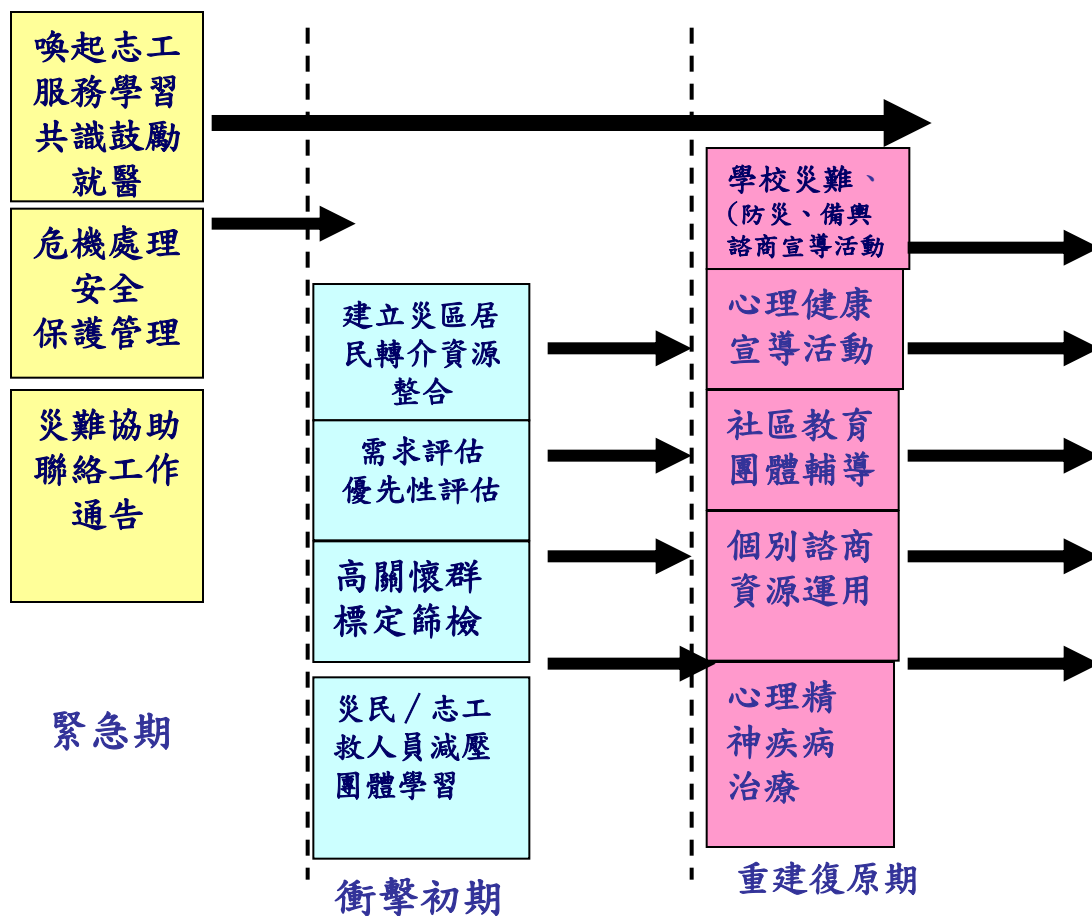 喚起志工
服務學習
共識鼓勵
就醫
危機處理
安全
保護管理
災難協助
聯絡工作
通告
緊急期
建立災區居
民轉介資源
整合
需求評估
優先性評估
高關懷群
標定篩檢
災民/志工
救人員減壓
團體學習
衝擊初期
學校災難、
(防災、備輿
諮商宣導活動
心理健康
宣導活動
社區教育
團體輔導
個別諮商
資源運用
心理精
神疾病
治療
重建復原期